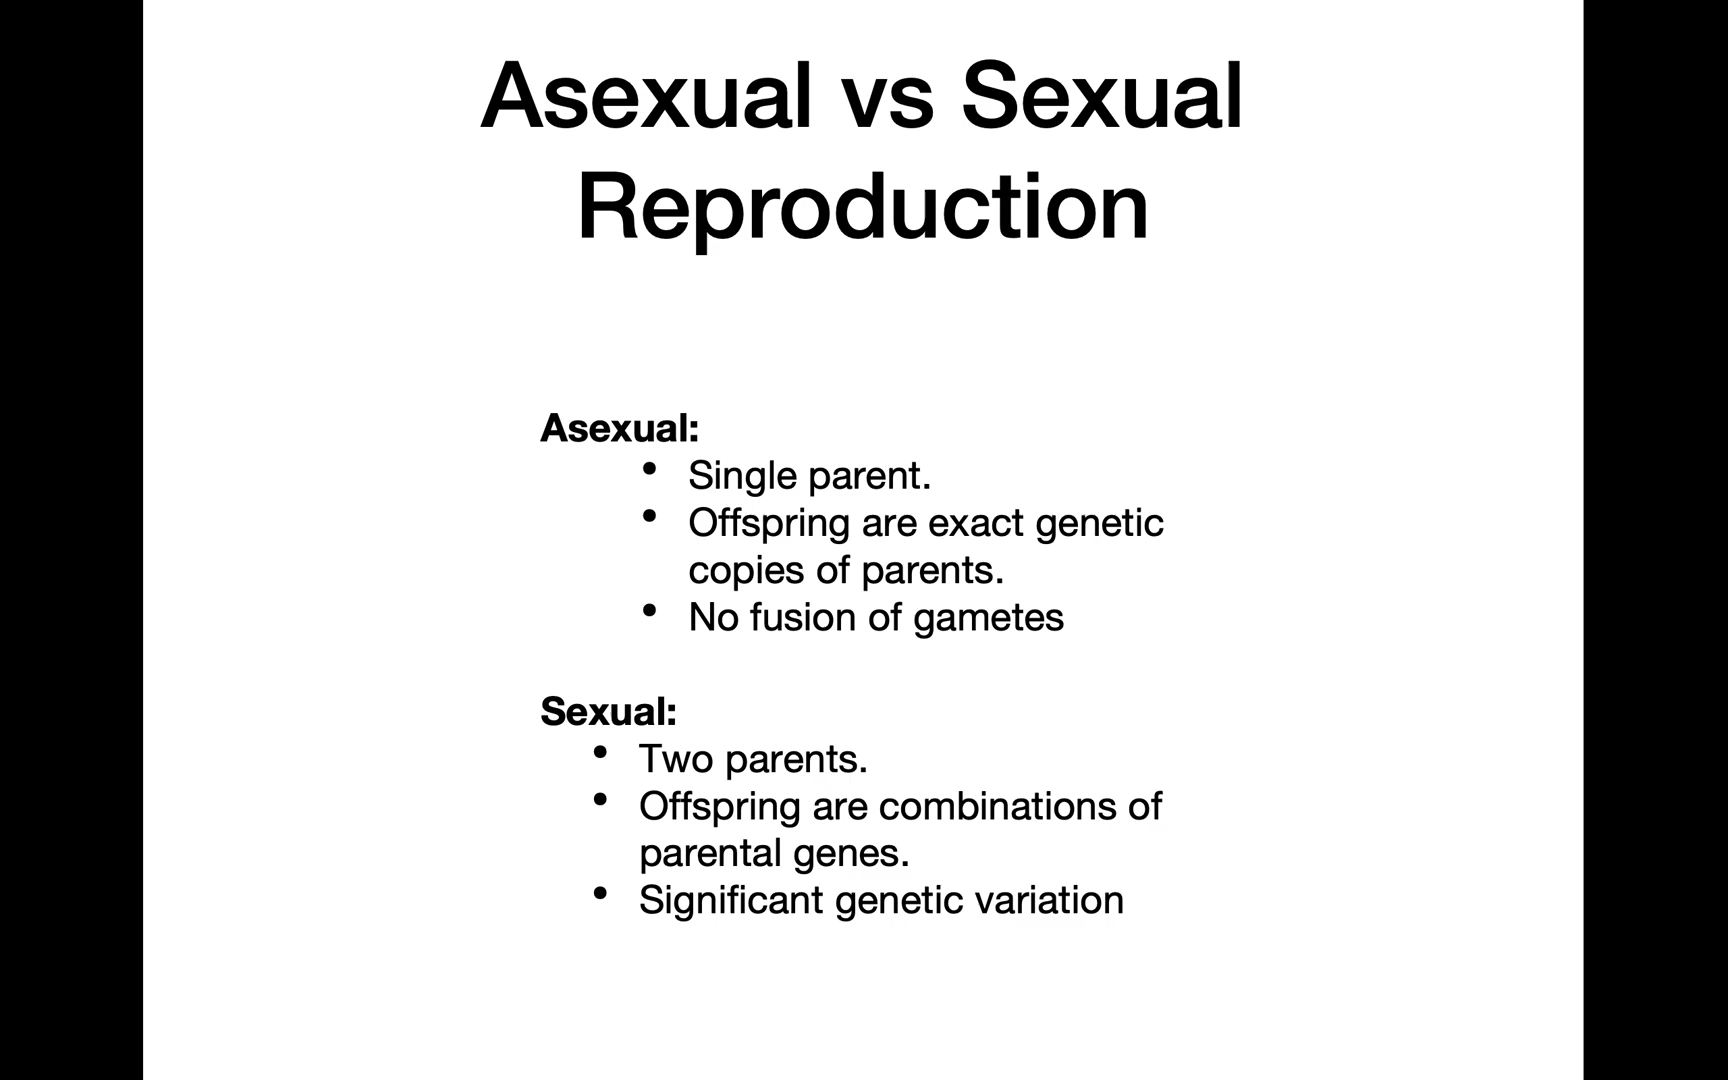 Asexual vs Sexual
Reproduction
Asexual:
• Single parent.
• Offspring are exact genetic
copies of parents.
• No fusion of gametes
Sexual:
• Two parents.
• Offspring are combinations of
parental genes.
• Significant genetic variation